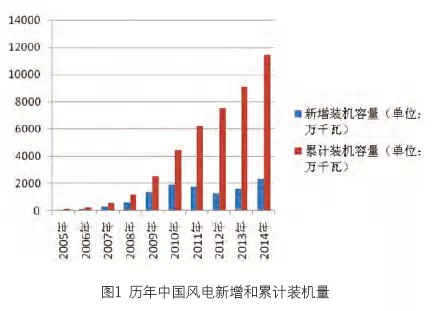 14000
12000
10000
8000
6000
4000
2000
0
2005年
2006年
2007年
2008年
2009年
2010年
2011年
2012年
2013年
2014年
新增装机容量（单位：
万千瓦）
累计装机容量（单位：
万千瓦）
图1 历年中国风电新增和累计装机量